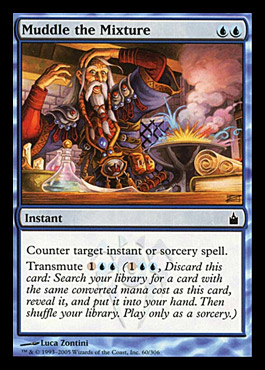 Muddle the Mixture
Instant
Counter target instant or sorcery spell.
Transmute 1 (1, Discard this
card: Search your library for a card with
the same converted mana cost as this card,
reveal it, and put it into your hand. Then
shuffle your library. Play only as a sorcery.)
Luca Zontini
™ & © 1993–2005 Wizards of the Coast, Inc. 60/306